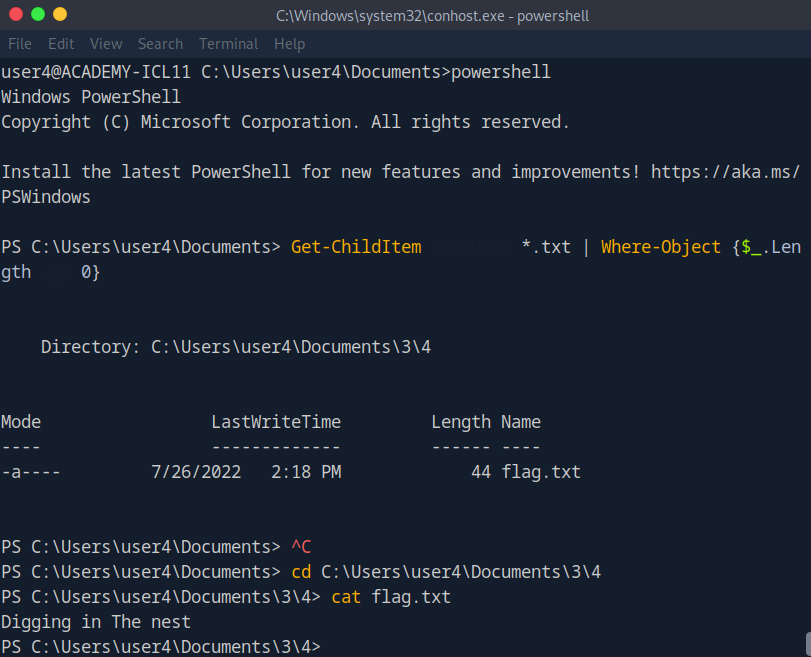 C:\Windows\system32\conhost.exe - powershell
File Edit View Search Terminal Help
user4@ACADEMY-ICL11 C:\Users\user4\Documents>powershell
Windows PowerShell
Copyright (C) Microsoft Corporation. All rights reserved.
Install the latest PowerShell for new features and improvements! https://aka.ms/
PSWindows
PS C:\Users\user4\Documents> Get-ChildItem *.txt | Where-Object {$_.Len
gth 0}
Directory: C:\Users\user4\Documents\3\4
Mode LastWriteTime Length Name
---- ------------- ------ ----
-a---- 7/26/2022 2:18 PM 44 flag.txt
PS C:\Users\user4\Documents> ^C
PS C:\Users\user4\Documents> cd C:\Users\user4\Documents\3\4
PS C:\Users\user4\Documents\3\4> cat flag.txt
Digging in The nest
PS C:\Users\user4\Documents\3\4>